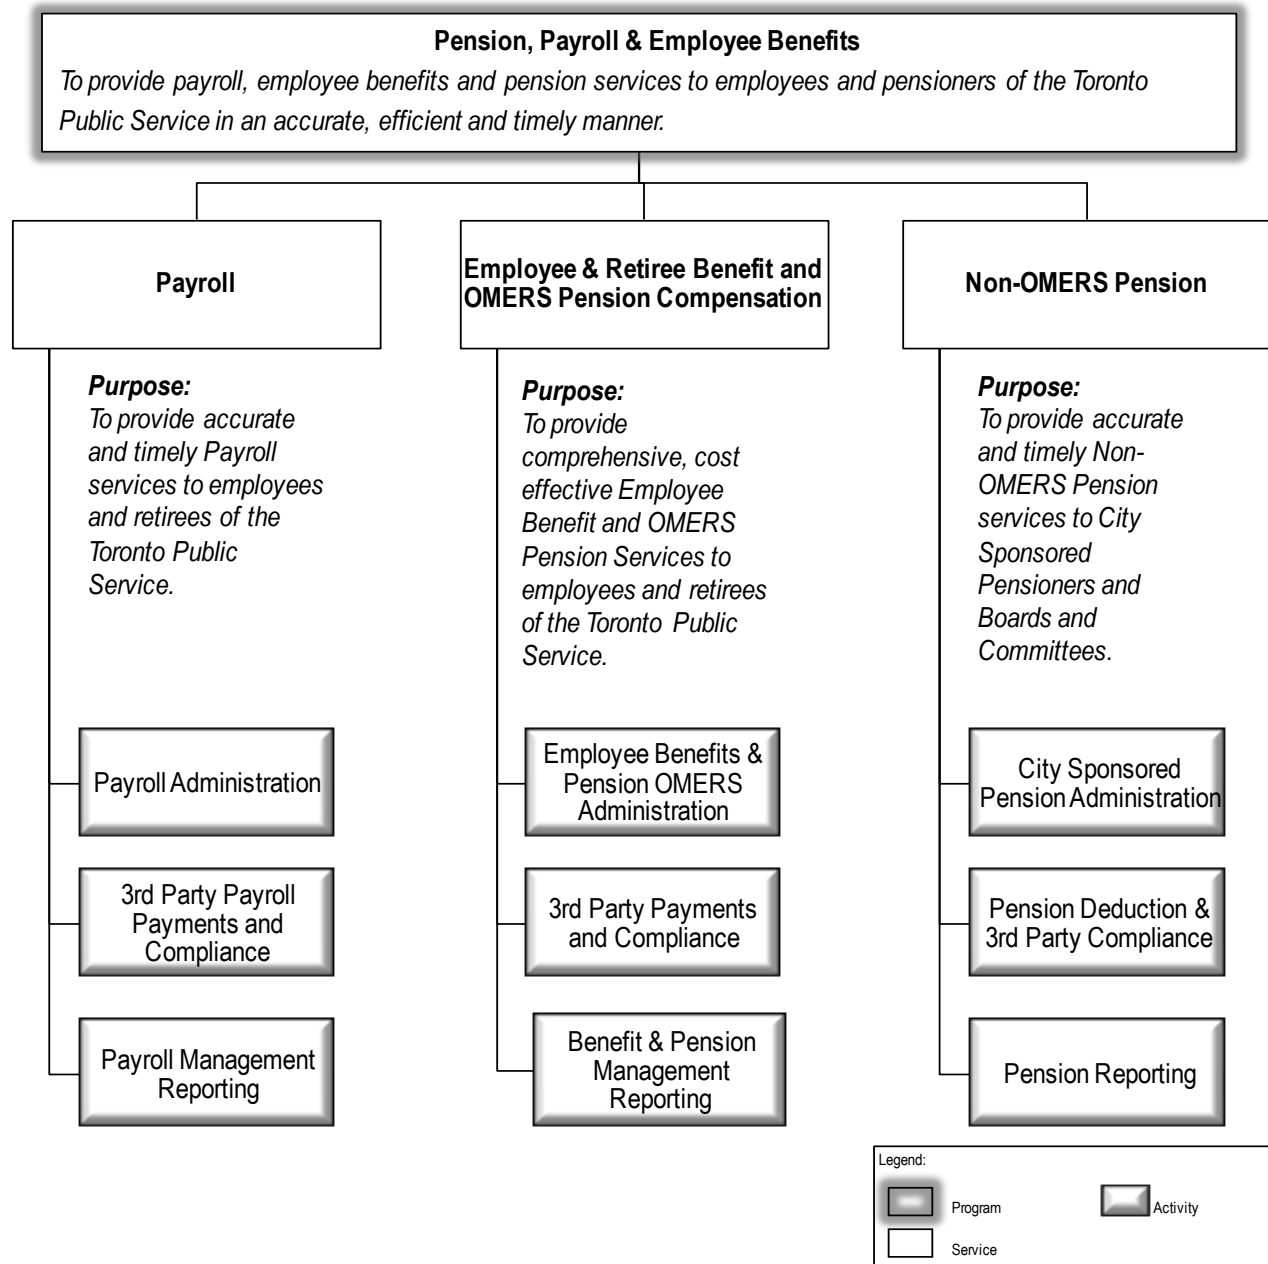 Pension, Payroll & Employee Benefits
To provide payroll, employee benefits and pension services to employees and pensioners of the Toronto
Public Service in an accurate, efficient and timely manner.
Payroll
Purpose:
To provide accurate
and timely Payroll
services to employees
and retirees of the
Toronto Public
Service.
Payroll Administration
3rd Party Payroll
Payments and
Compliance
Payroll Management
Reporting
Employee & Retiree Benefit and
OMERS Pension Compensation
Purpose:
To provide
comprehensive, cost
effective Employee
Benefit and OMERS
Pension Services to
employees and retirees
of the Toronto Public
Service.
Employee Benefits &
Pension OMERS
Administration
3rd Party Payments
and Compliance
Benefit & Pension
Management
Reporting
Non-OMERS Pension
Purpose:
To provide accurate
and timely Non-
OMERS Pension
services to City
Sponsored
Pensioners and
Boards and
Committees.
City Sponsored
Pension Administration
Pension Deduction &
3rd Party Compliance
Pension Reporting
Legend:
Program
Activity
Service